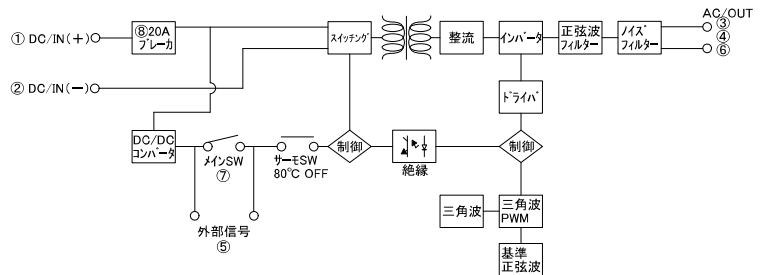 AC/OUT
① DC/IN(+)
⑧20A
ブレーカ
スイッチング
整流
インバータ
正弦波
フィルター
ノイズ
フィルター
③
④
⑥
② DC/IN(−)
ドライバ
DC/DC
コンバータ
メインSW
⑦
サーモSW
80℃ OFF
制御
絶縁
制御
外部信号
⑤
三角波
三角波
PWM
基準
正弦波